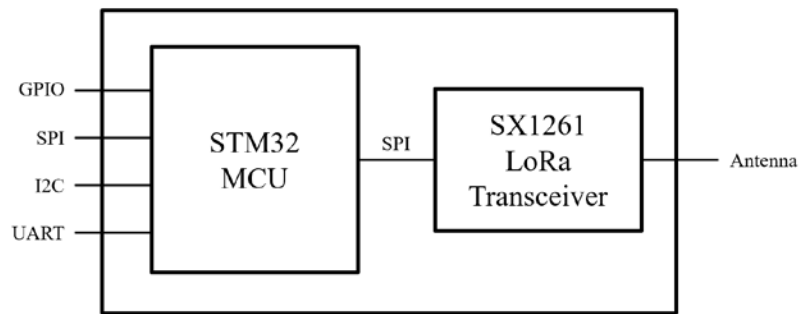 GPIO
SPI
I2C
UART
STM32
MCU
SPI
SX1261
LoRa
Transceiver
Antenna